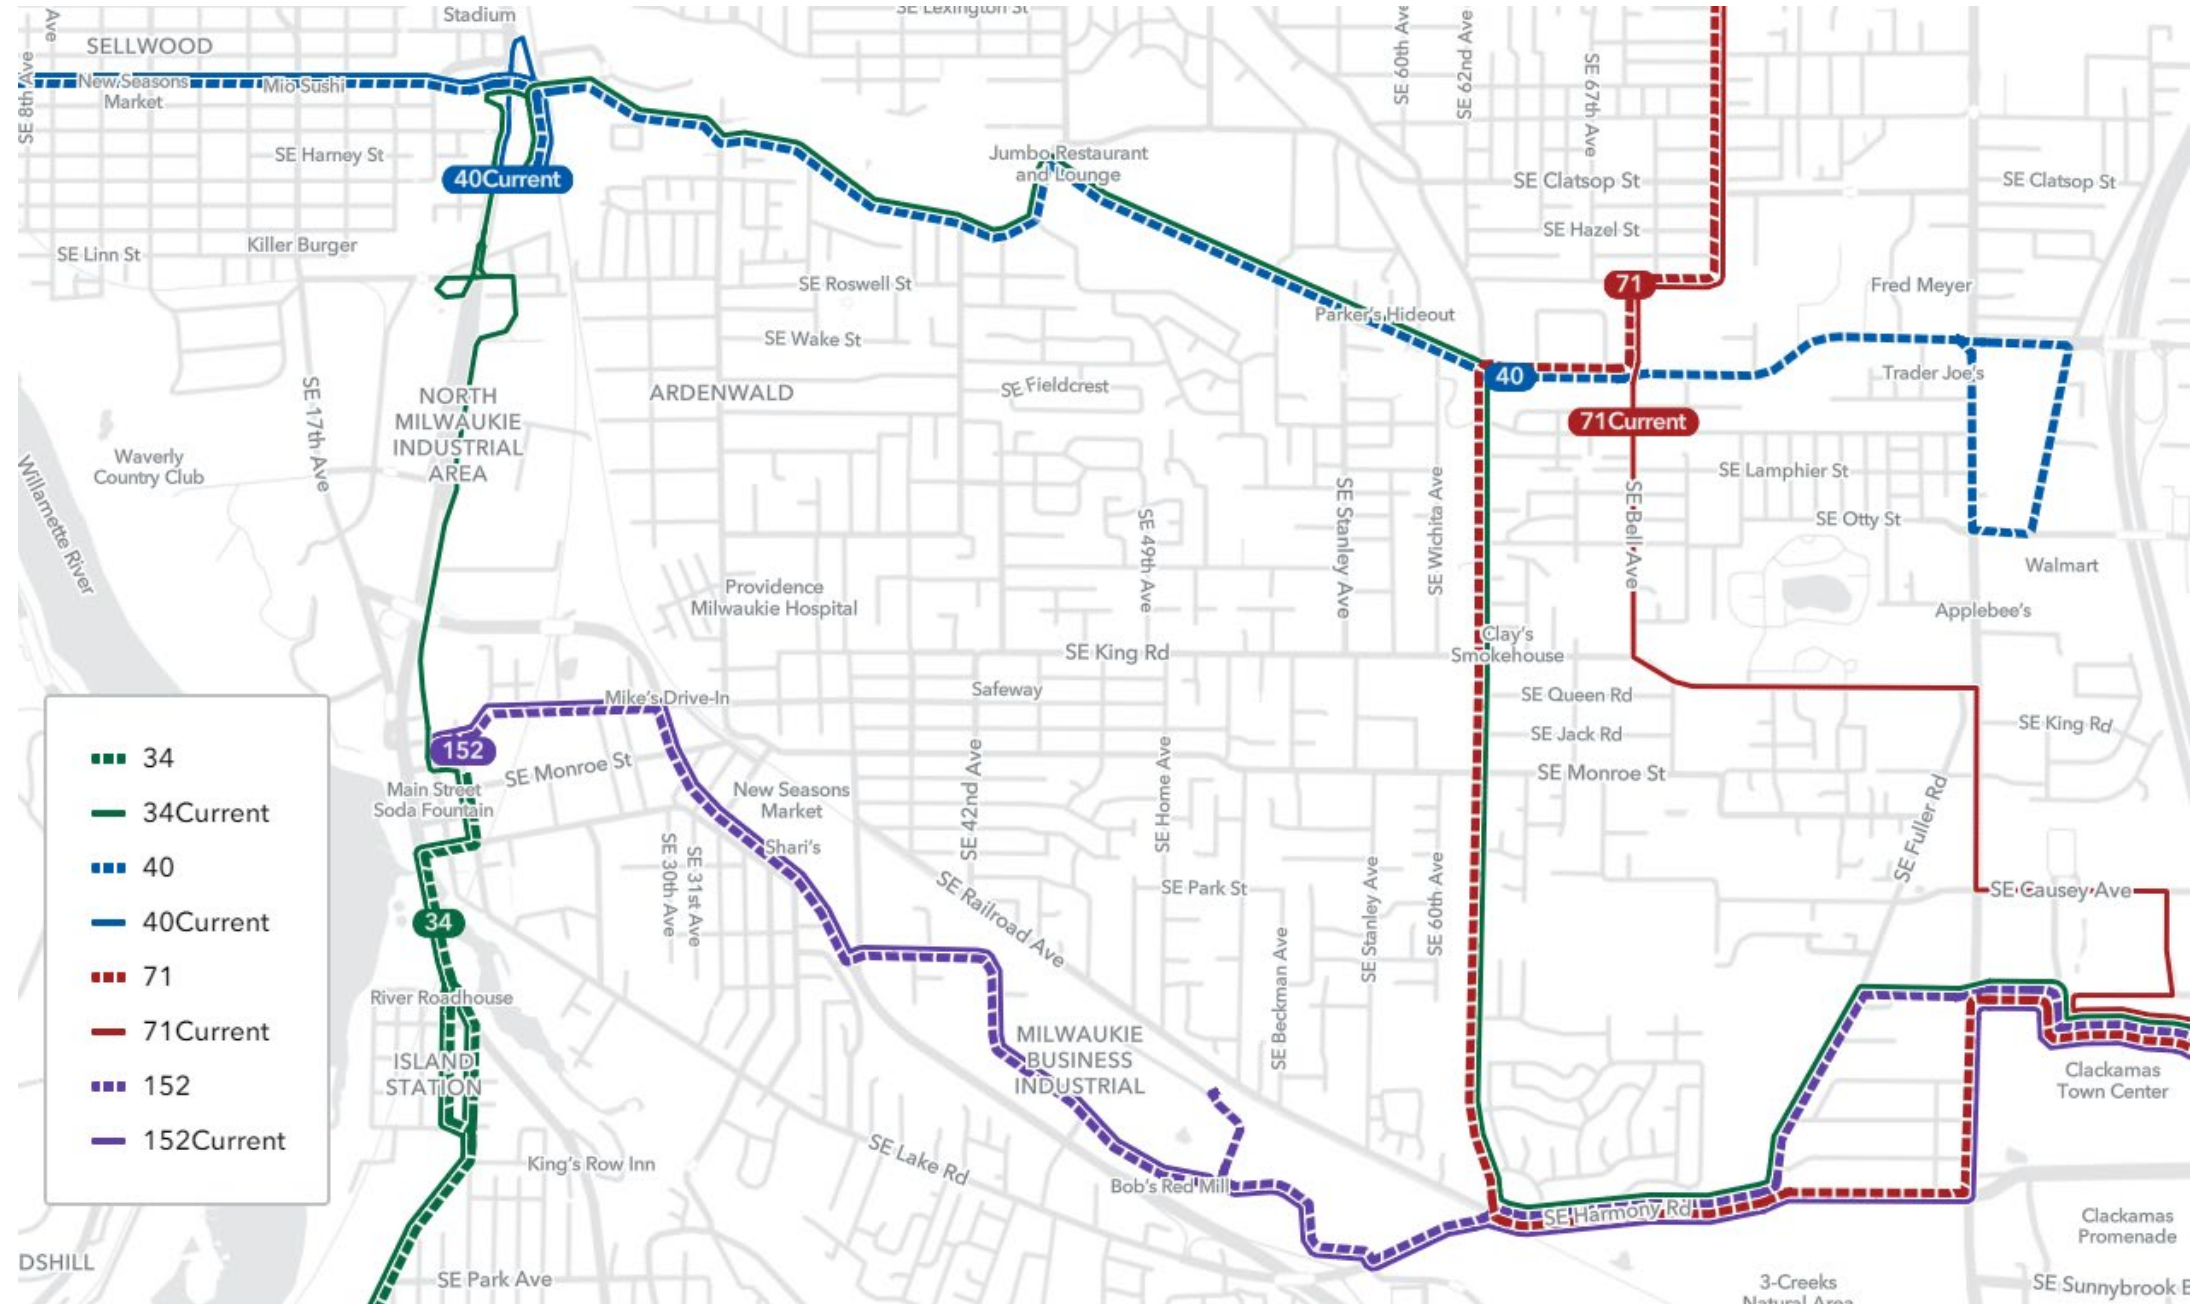 Ave
Stadium
SE Lexington St
SELLWOOD
SE 8th Ave
New Seasons
Market
Mio Sushi
SE 60th Ave
SE 62nd Ave
SE 67th Ave
SE Harney St
40Current
Jumbo Restaurant
and Lounge
SE Clatsop St
SE Clatsop St
SE Linn St
Killer Burger
SE Hazel St
SE Roswell St
71
Fred Meyer
Parker's Hideout
SE Wake St
40
Trader Joe's
SE 17th Ave
NORTH
MILWAUKIE
INDUSTRIAL
AREA
ARDENWALD
SE Fieldcrest
71Current
Waverly
Country Club
Willamette River
SE Lamphier St
SE Otty St
SE 49th Ave
SE Stanley Ave
SE Wichita Ave
SE Bell Ave
Walmart
Providence
Milwaukie Hospital
Applebee's
SE King Rd
Clay's
Smokehouse
Safeway
SE Queen Rd
Mike's Drive-In
SE King Rd
SE Jack Rd
152
SE Monroe St
SE Monroe St
Main Street
Soda Fountain
New Seasons
Market
SE 42nd Ave
SE Home Ave
SE Fuller Rd
Shari's
SE 30th Ave
SE 31st Ave
SE Railroad Ave
SE Park St
SE Stanley Ave
SE 60th Ave
SE Causey Ave
34
SE Beckman Ave
River Roadhouse
ISLAND
STATION
MILWAUKIE
BUSINESS
INDUSTRIAL
Clackamas
Town Center
King's Row Inn
SE Lake Rd
Bob's Red Mill
SE Harmony Rd
Clackamas
Promenade
DSHILL
SE Park Ave
3-Creeks
Natural Area
SE Sunnybrook B
34
34Current
40
40Current
71
71Current
152
152Current